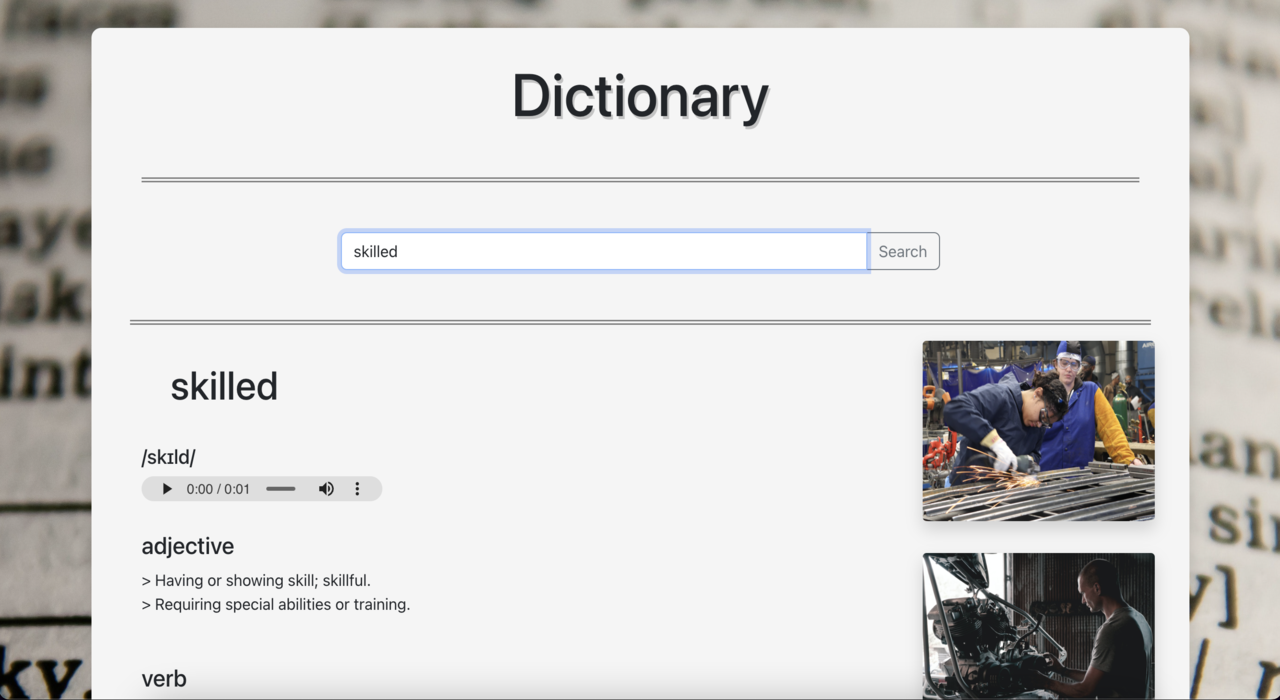 Dictionary
skilled
Search
skilled
/skɪld/
0:00 / 0:01
adjective
> Having or showing skill; skillful.
> Requiring special abilities or training.
verb